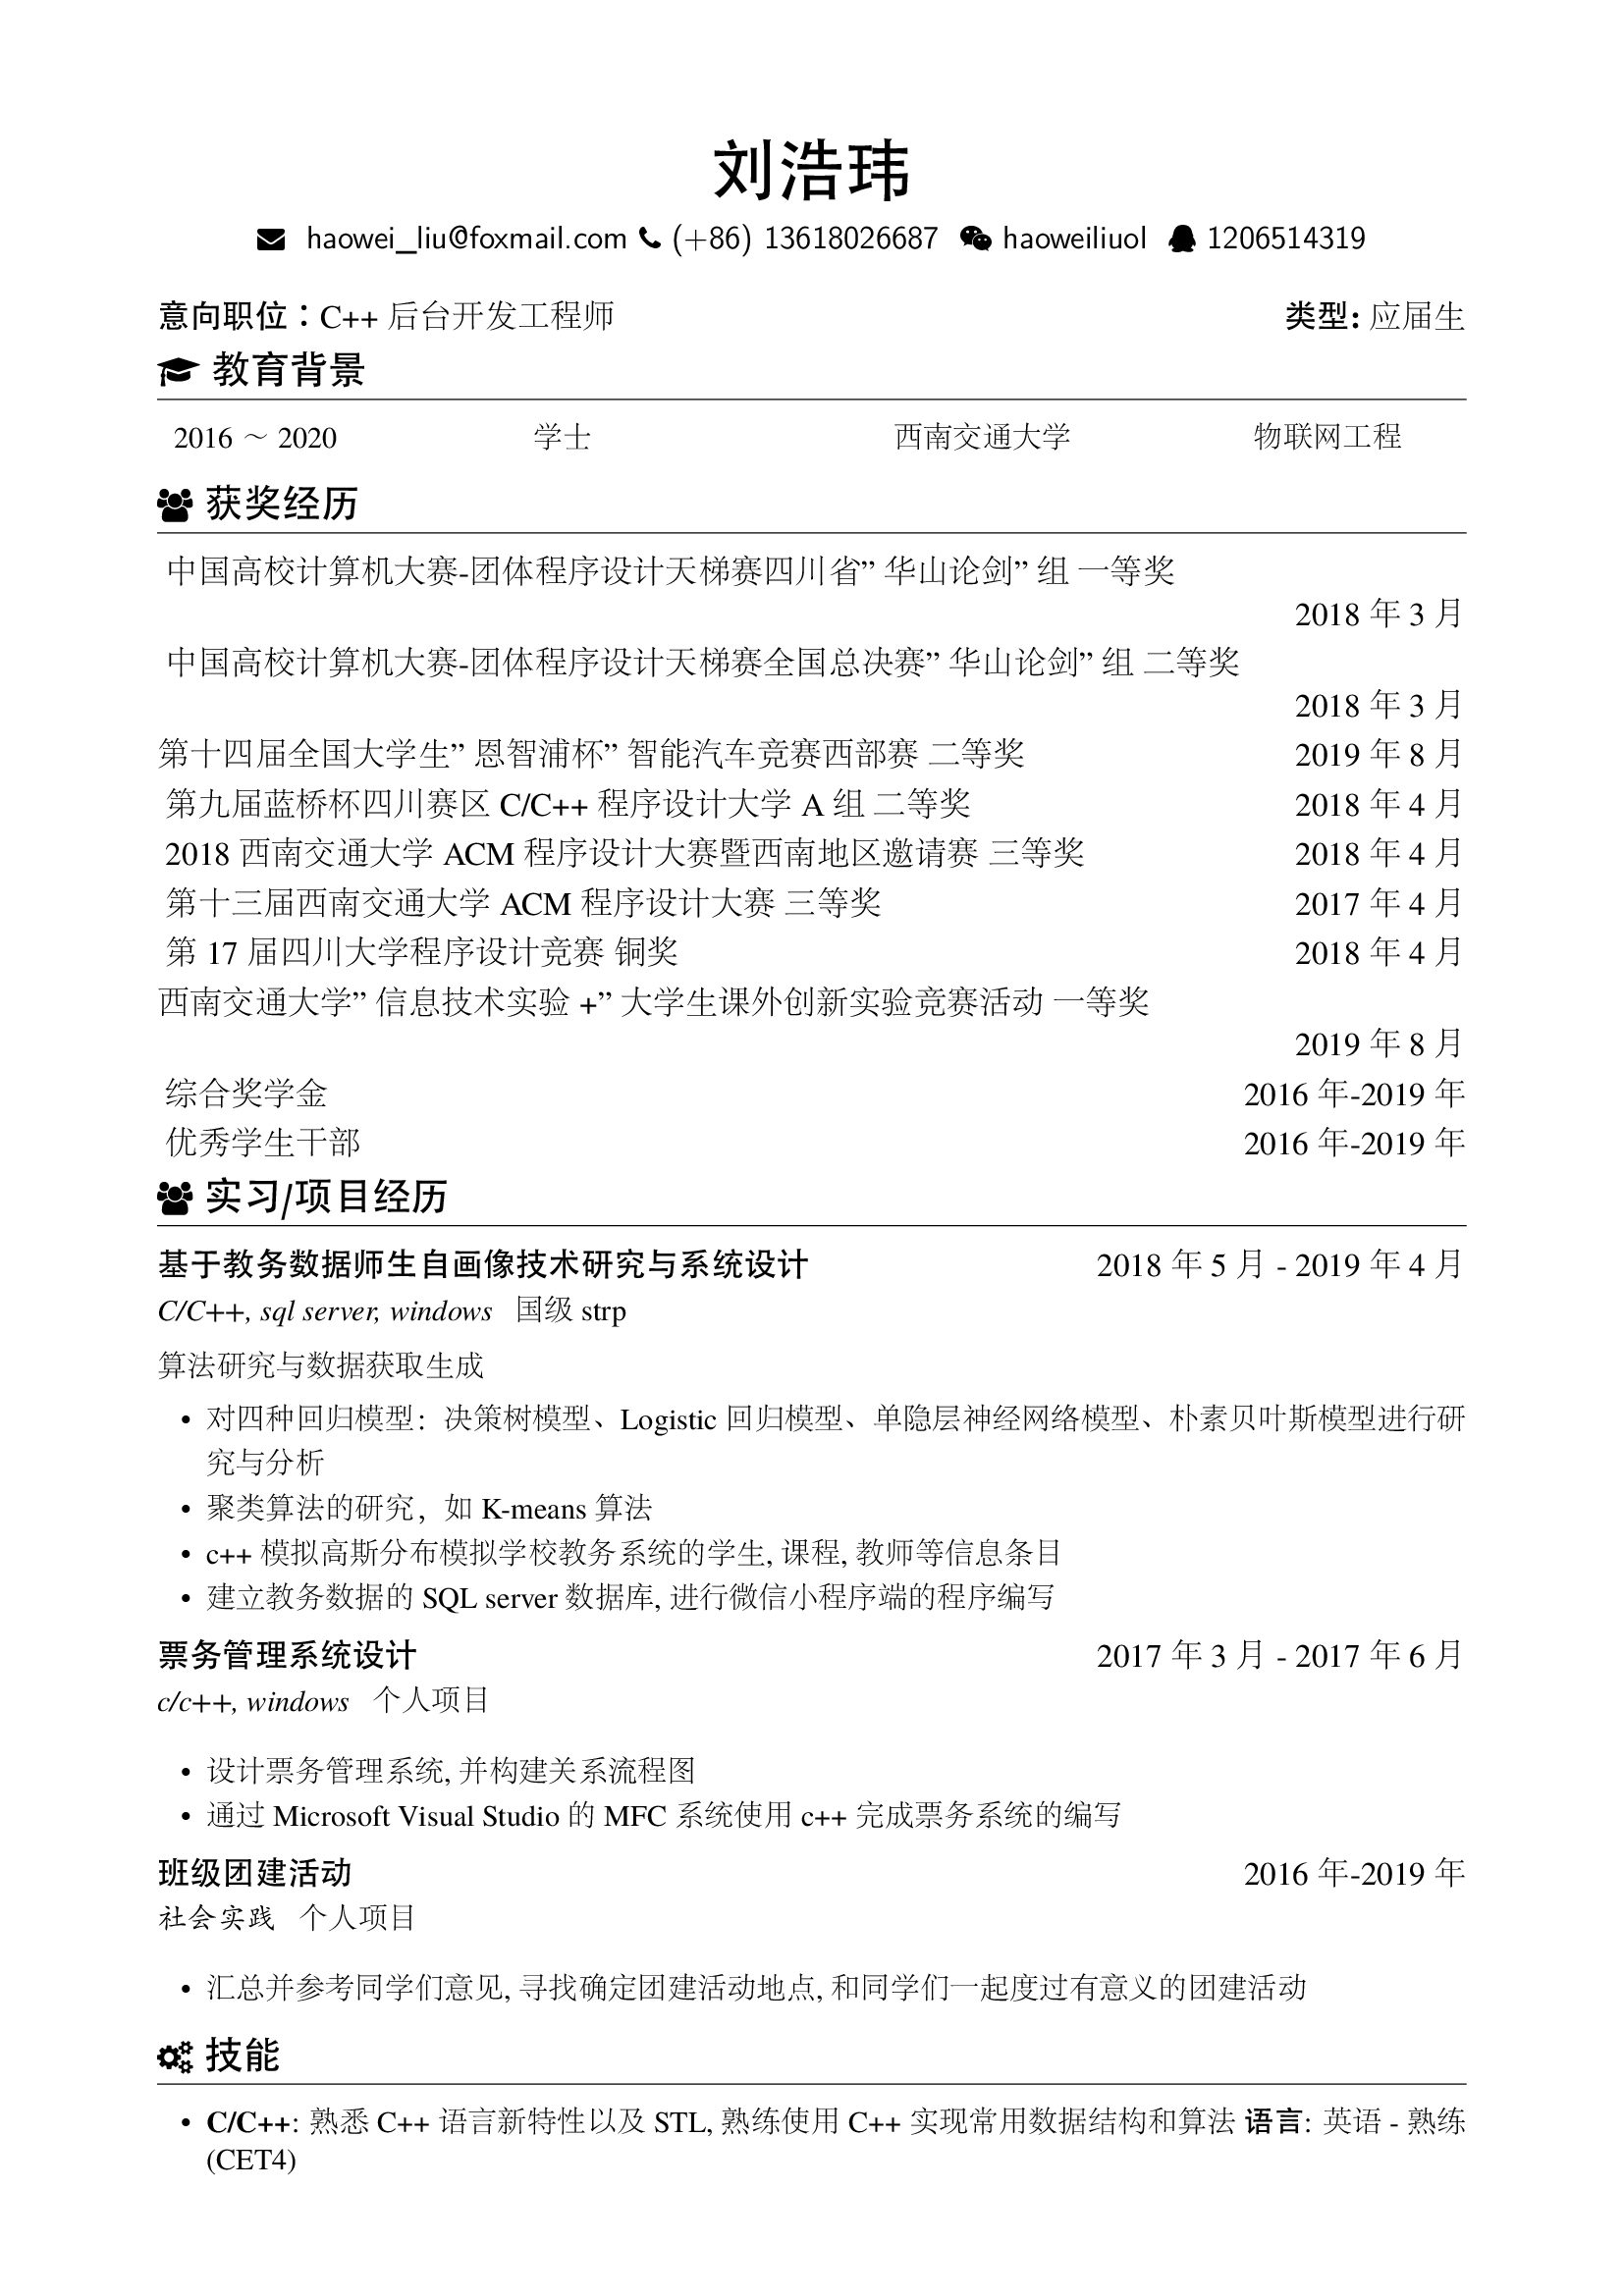 刘浩玮
haowei_liu@foxmail.com (+86) 13618026687 haoweiliuol 1206514319
意向职位：C++ 后台开发工程师 类型: 应届生
教育背景
2016 ～ 2020 学士 西南交通大学 物联网工程
获奖经历
中国高校计算机大赛-团体程序设计天梯赛四川省” 华山论剑” 组 一等奖
2018 年 3 月
中国高校计算机大赛-团体程序设计天梯赛全国总决赛” 华山论剑” 组 二等奖
2018 年 3 月
第十四届全国大学生” 恩智浦杯” 智能汽车竞赛西部赛 二等奖 2019 年 8 月
第九届蓝桥杯四川赛区 C/C++ 程序设计大学 A 组 二等奖 2018 年 4 月
2018 西南交通大学 ACM 程序设计大赛暨西南地区邀请赛 三等奖 2018 年 4 月
第十三届西南交通大学 ACM 程序设计大赛 三等奖 2017 年 4 月
第 17 届四川大学程序设计竞赛 铜奖 2018 年 4 月
西南交通大学” 信息技术实验 +” 大学生课外创新实验竞赛活动 一等奖
2019 年 8 月
综合奖学金 2016 年-2019 年
优秀学生干部 2016 年-2019 年
实习/项目经历
基于教务数据师生自画像技术研究与系统设计 2018 年 5 月 - 2019 年 4 月
C/C++, sql server, windows 国级 strp
算法研究与数据获取生成
• 对四种回归模型：决策树模型、Logistic 回归模型、单隐层神经网络模型、朴素贝叶斯模型进行研
究与分析
• 聚类算法的研究，如 K-means 算法
• c++ 模拟高斯分布模拟学校教务系统的学生, 课程, 教师等信息条目
• 建立教务数据的 SQL server 数据库, 进行微信小程序端的程序编写
票务管理系统设计 2017 年 3 月 - 2017 年 6 月
c/c++, windows 个人项目
• 设计票务管理系统, 并构建关系流程图
• 通过 Microsoft Visual Studio 的 MFC 系统使用 c++ 完成票务系统的编写
班级团建活动 2016 年-2019 年
社会实践 个人项目
• 汇总并参考同学们意见, 寻找确定团建活动地点, 和同学们一起度过有意义的团建活动
技能
• C/C++: 熟悉 C++ 语言新特性以及 STL, 熟练使用 C++ 实现常用数据结构和算法 语言: 英语 - 熟练
(CET4)